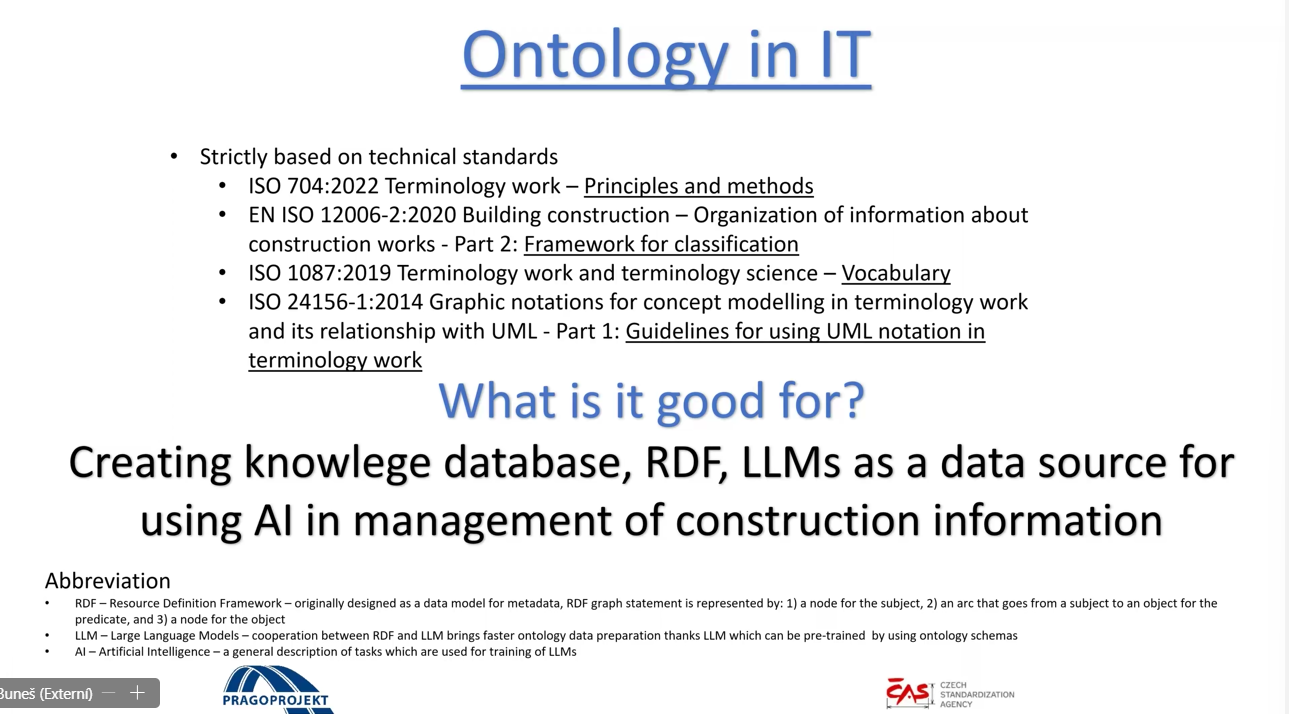 Ontology in IT
• Strictly based on technical standards
• ISO 704:2022 Terminology work – Principles and methods
• EN ISO 12006-2:2020 Building construction – Organization of information about
construction works - Part 2: Framework for classification
• ISO 1087:2019 Terminology work and terminology science – Vocabulary
• ISO 24156-1:2014 Graphic notations for concept modelling in terminology work
and its relationship with UML - Part 1: Guidelines for using UML notation in
terminology work
What is it good for?
Creating knowlege database, RDF, LLMs as a data source for
using AI in management of construction information
Abbreviation
• RDF – Resource Definition Framework – originally designed as a data model for metadata, RDF graph statement is represented by: 1) a node for the subject, 2) an arc that goes from a subject to an object for the
predicate, and 3) a node for the object
• LLM – Large Language Models – cooperation between RDF and LLM brings faster ontology data preparation thanks LLM which can be pre-trained by using ontology schemas
• AI – Artificial Intelligence – a general description of tasks which are used for training of LLMs
Buneš (Externí)
PRAGOPROJEKT
ČAS
CZECH
STANDARDIZATION
AGENCY